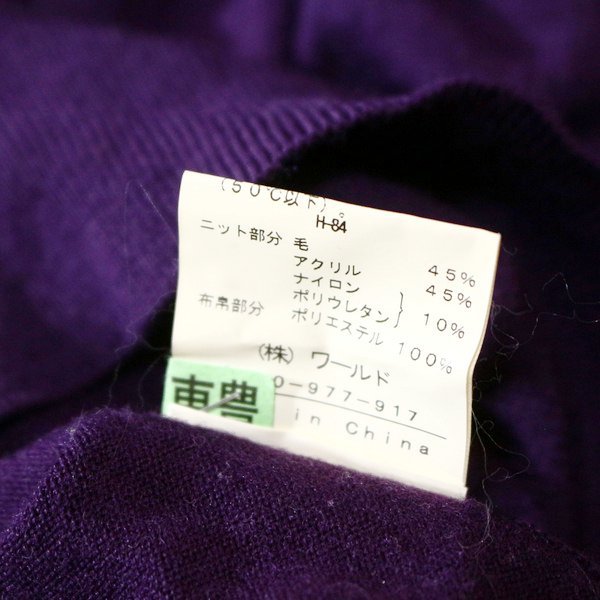 (50℃以下)。
H-84
ニット部分 毛 45%
アクリル 45%
ナイロン
ポリウレタン} 10%
布帛部分 ポリエステル 100%
(株) ワールド
0-977-917
東農 in China